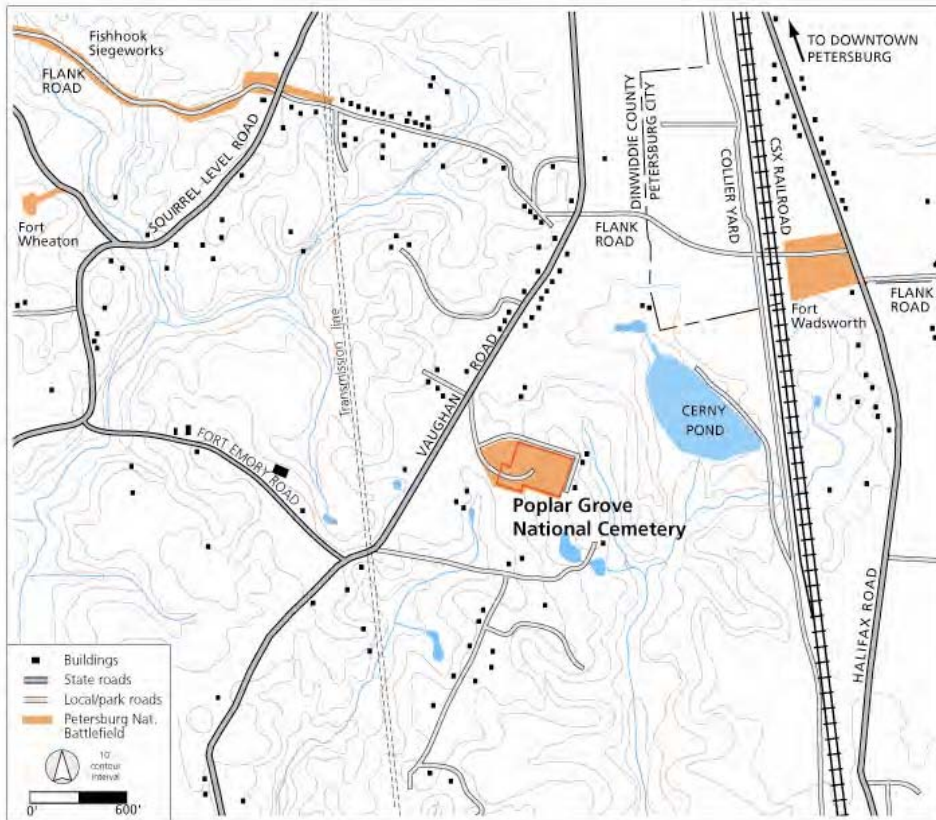 Fishhook
Siegeworks
FLANK
ROAD
TO DOWNTOWN
PETERSBURG
DINWIDDIE COUNTY
PETERSBURG CITY
COLLIER YARD
CSX RAILROAD
SQUIRREL LEVEL ROAD
Fort
Wheaton
FLANK
ROAD
FLANK
ROAD
Fort
Wadsworth
Transmission line
VAUGHAN ROAD
CERNY
POND
FORT EMORY ROAD
Poplar Grove
National Cemetery
HALIFAX ROAD
Buildings
State roads
Local/park roads
Petersburg Nat.
Battlefield
10'
contour
interval
0' 600'